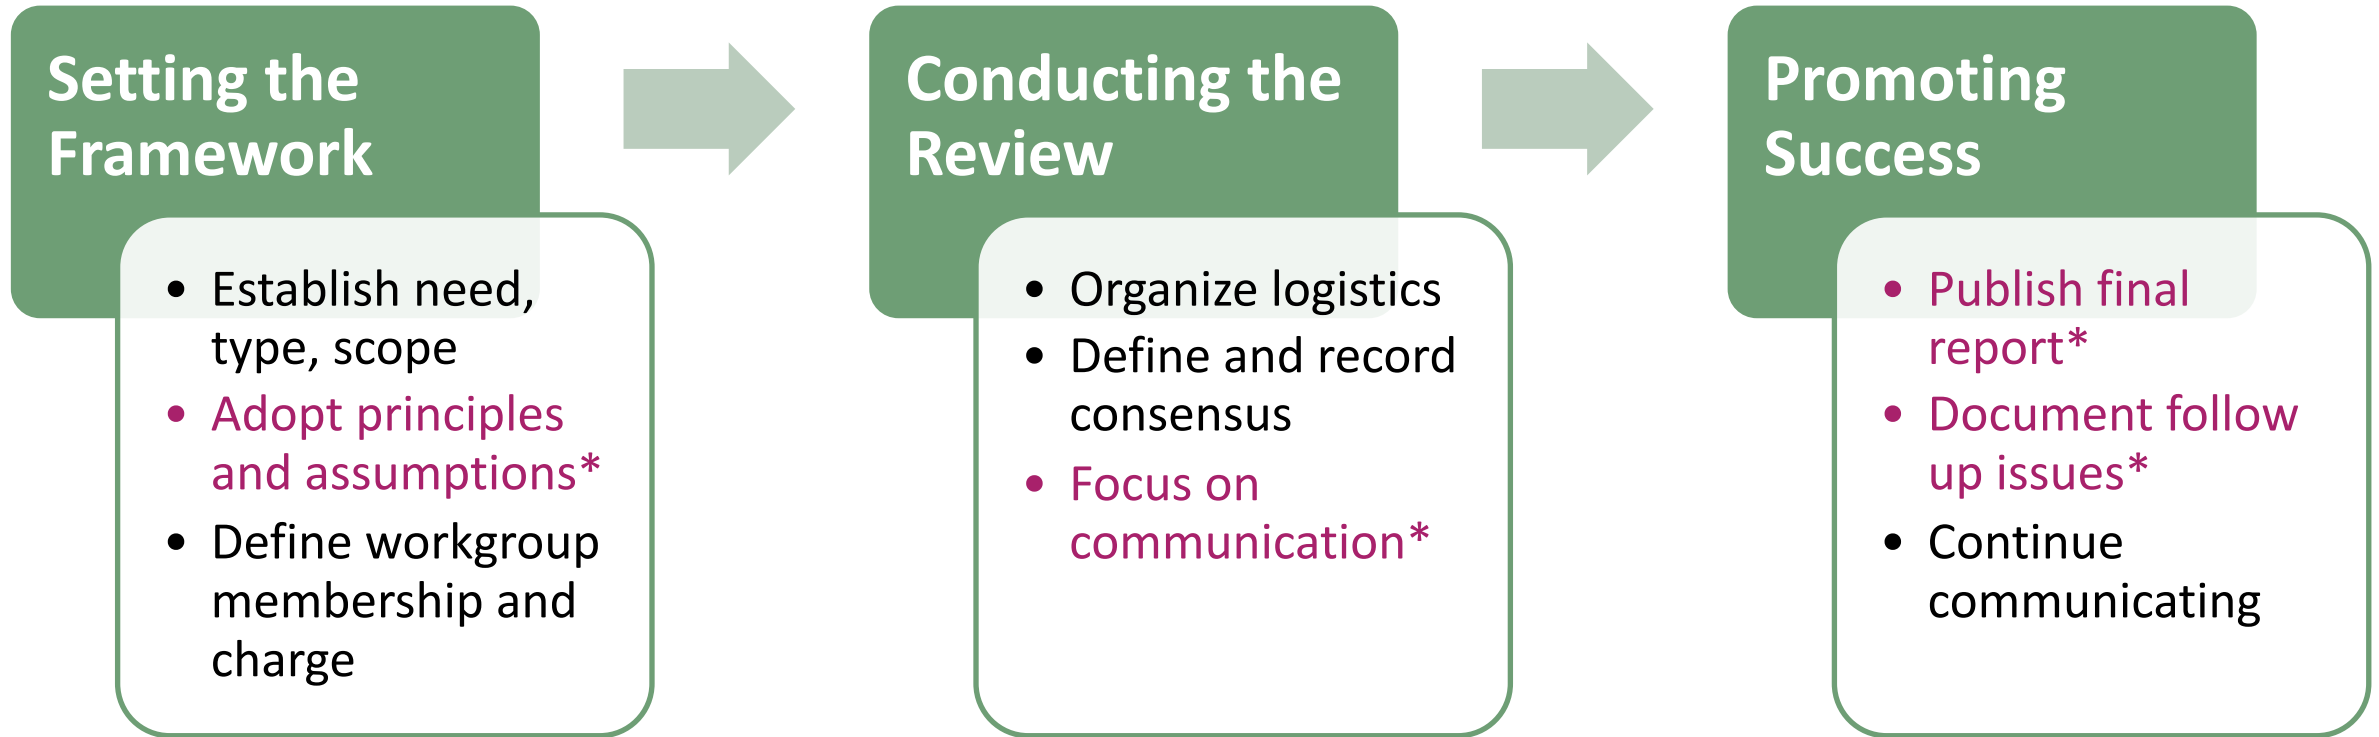 Setting the
Framework
• Establish need,
type, scope
• Adopt principles
and assumptions*
• Define workgroup
membership and
charge
Conducting the
Review
• Organize logistics
• Define and record
consensus
• Focus on
communication*
Promoting
Success
• Publish final
report*
• Document follow
up issues*
• Continue
communicating